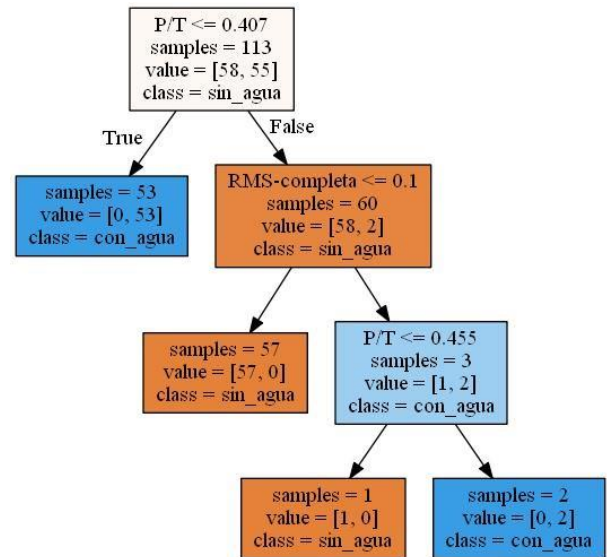 P/T <= 0.407
samples = 113
value = [58, 55]
class = sin_agua
True
False
samples = 53
value = [0, 53]
class = con_agua
RMS-completa <= 0.1
samples = 60
value = [58, 2]
class = sin_agua
samples = 57
value = [57, 0]
class = sin_agua
P/T <= 0.455
samples = 3
value = [1, 2]
class = con_agua
samples = 1
value = [1, 0]
class = sin_agua
samples = 2
value = [0, 2]
class = con_agua